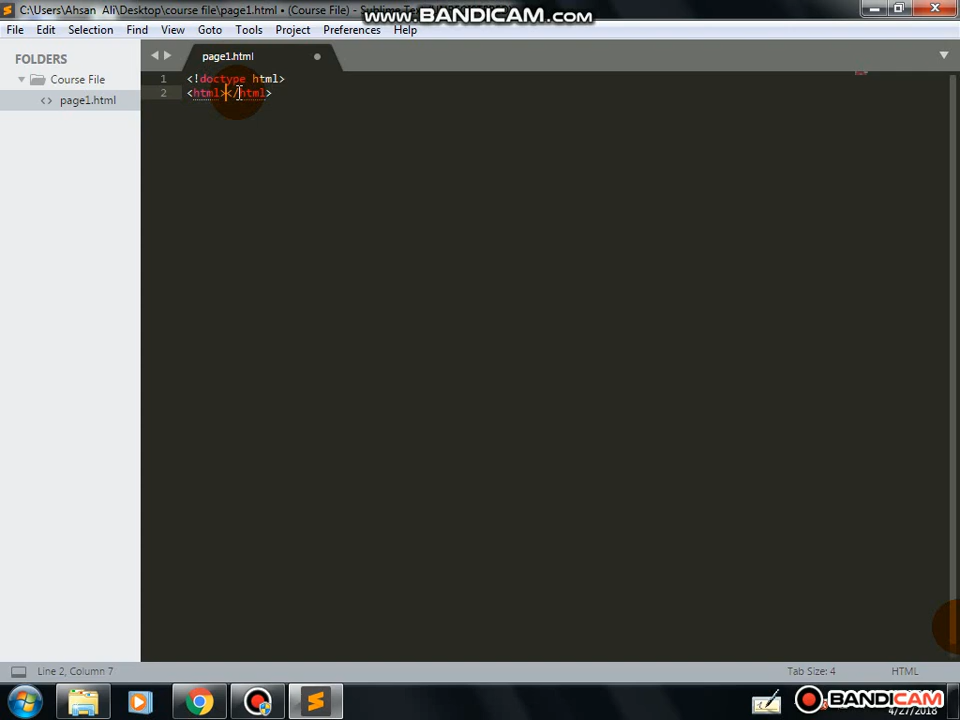 C:\Users\Ahsan Ali\Desktop\course file\page1.html • (Course File) - Sublime
WWW.BANDICAM.COM
File Edit Selection Find View Goto Tools Project Preferences Help
FOLDERS
Course File
<> page1.html
page1.html
1 <!doctype html>
2 <html></html>
Line 2, Column 7
Tab Size: 4
HTML
BANDICAM
4/27/2018